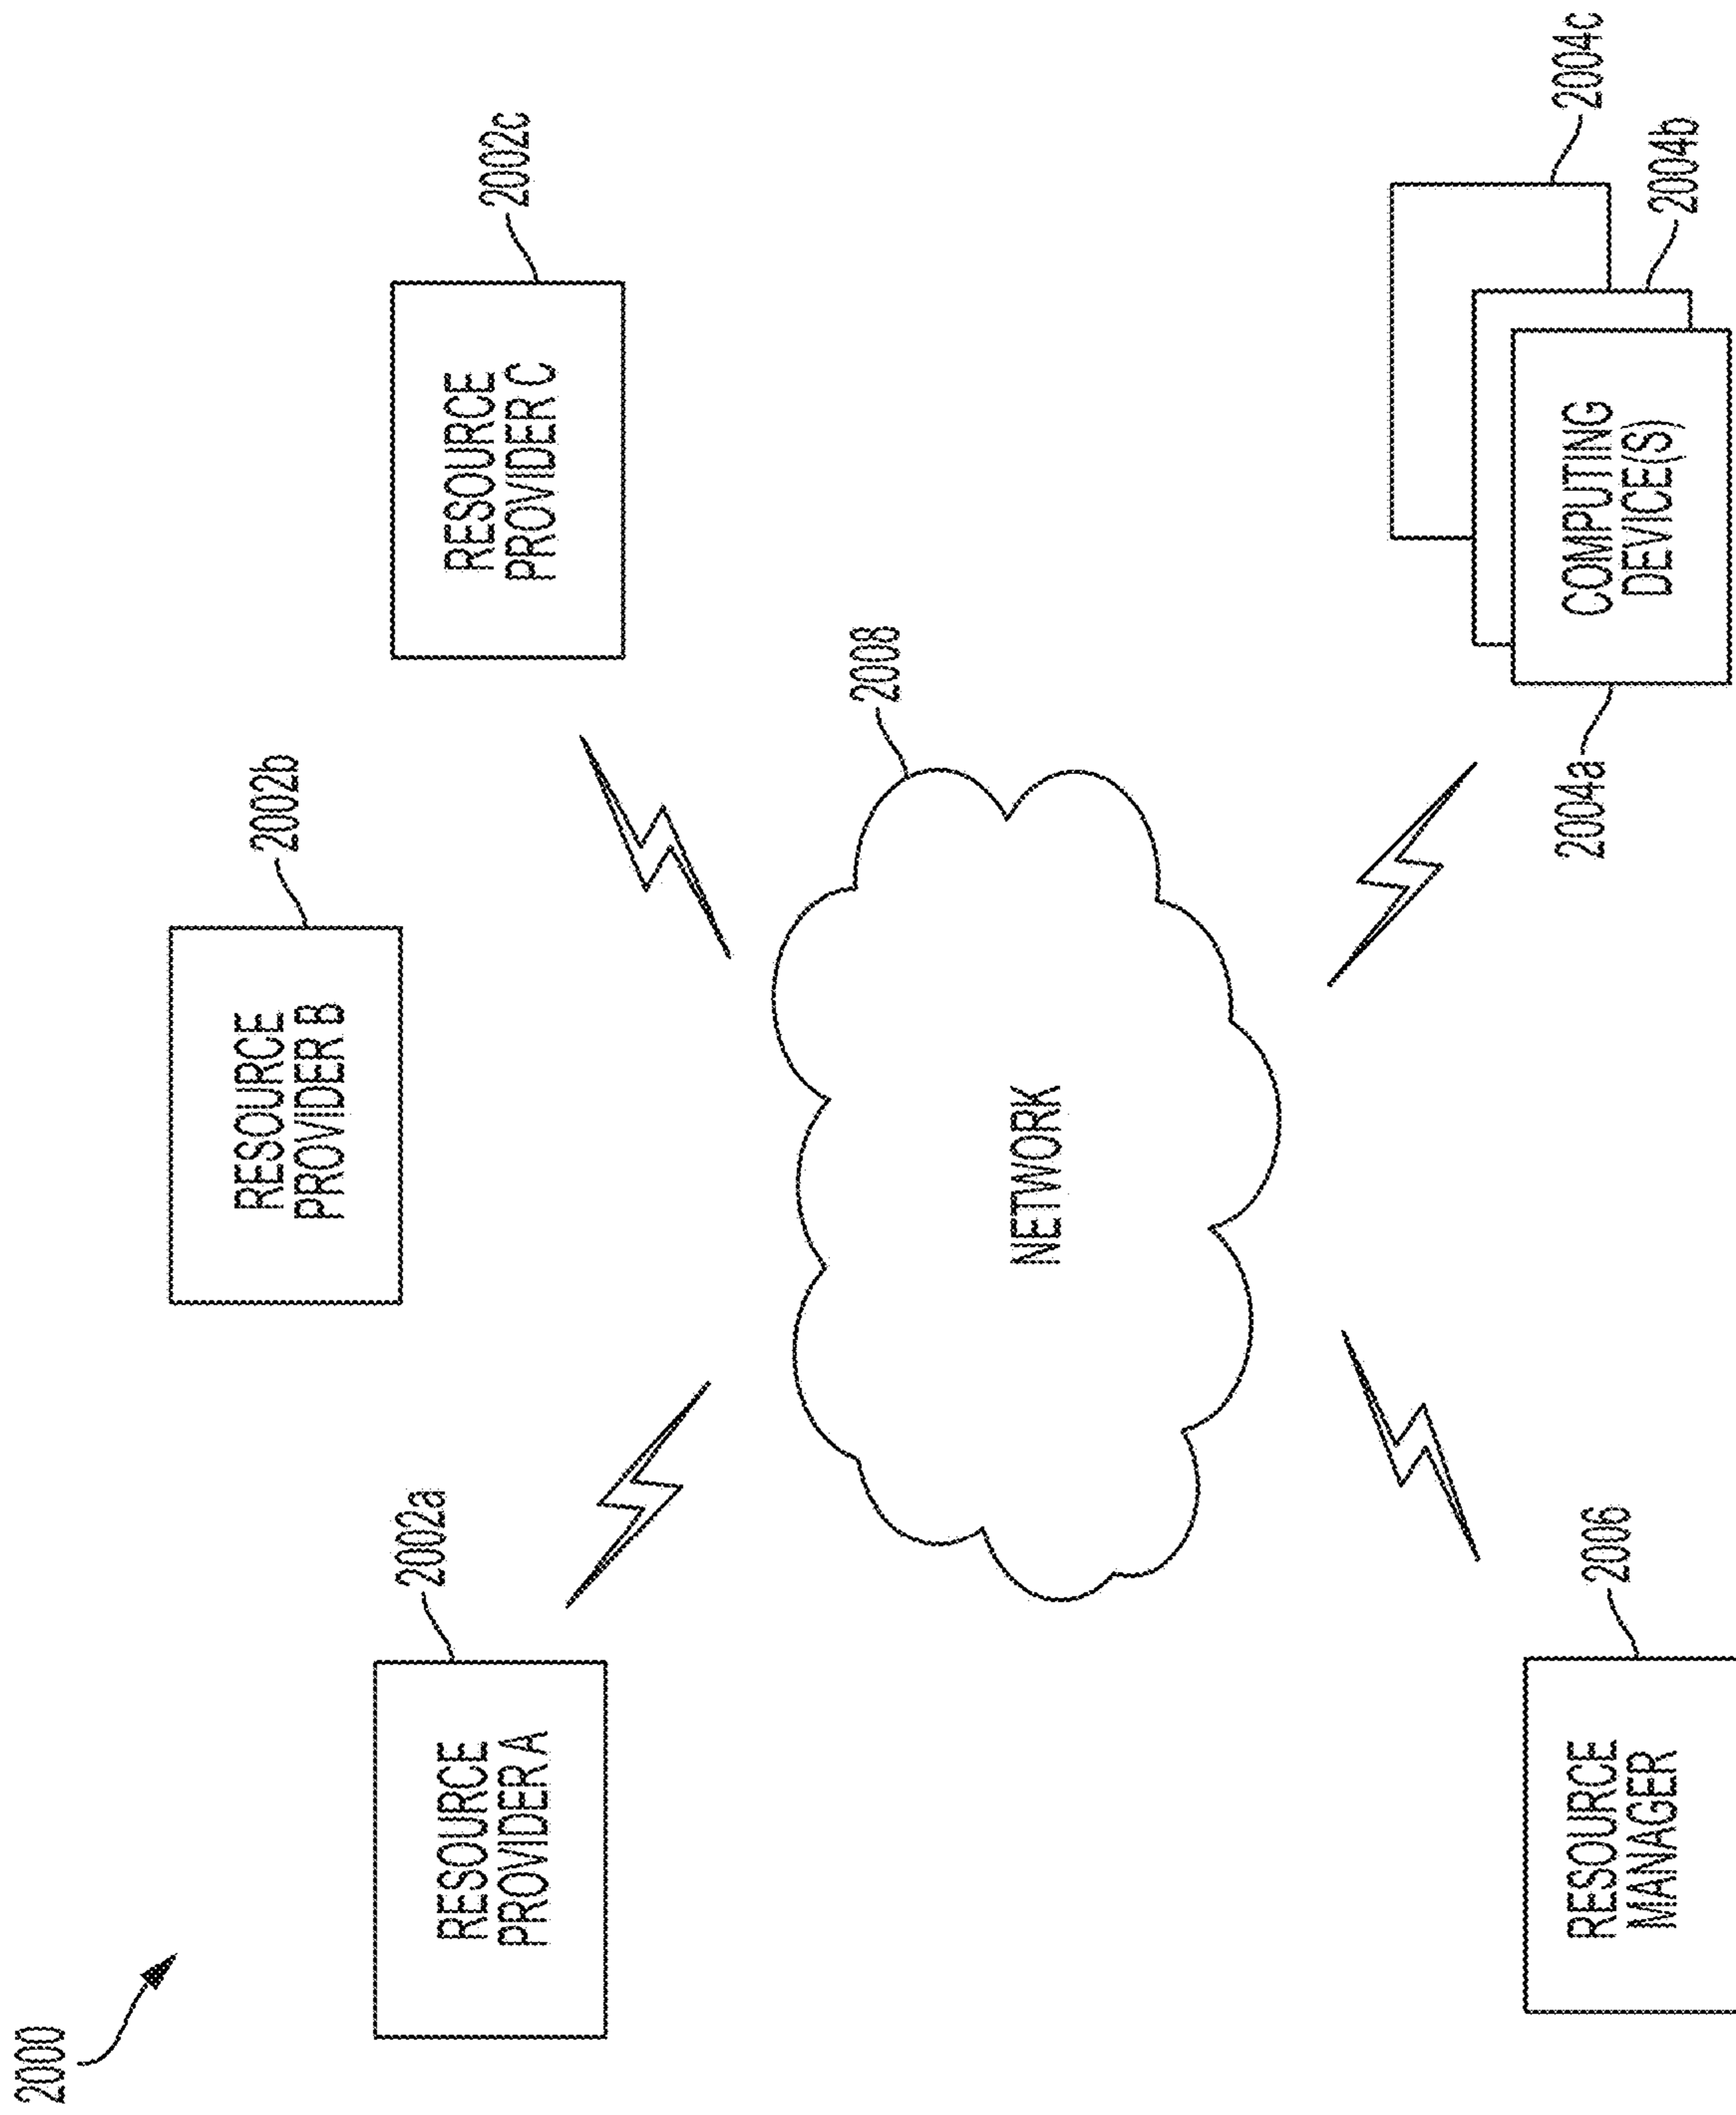 2000
2002b
RESOURCE
PROVIDER B
2002a
RESOURCE
PROVIDER A
2002c
RESOURCE
PROVIDER C
2008
NETWORK
2006
RESOURCE
MANAGER
2004a
COMPUTING
DEVICE(S)
2004b
2004c